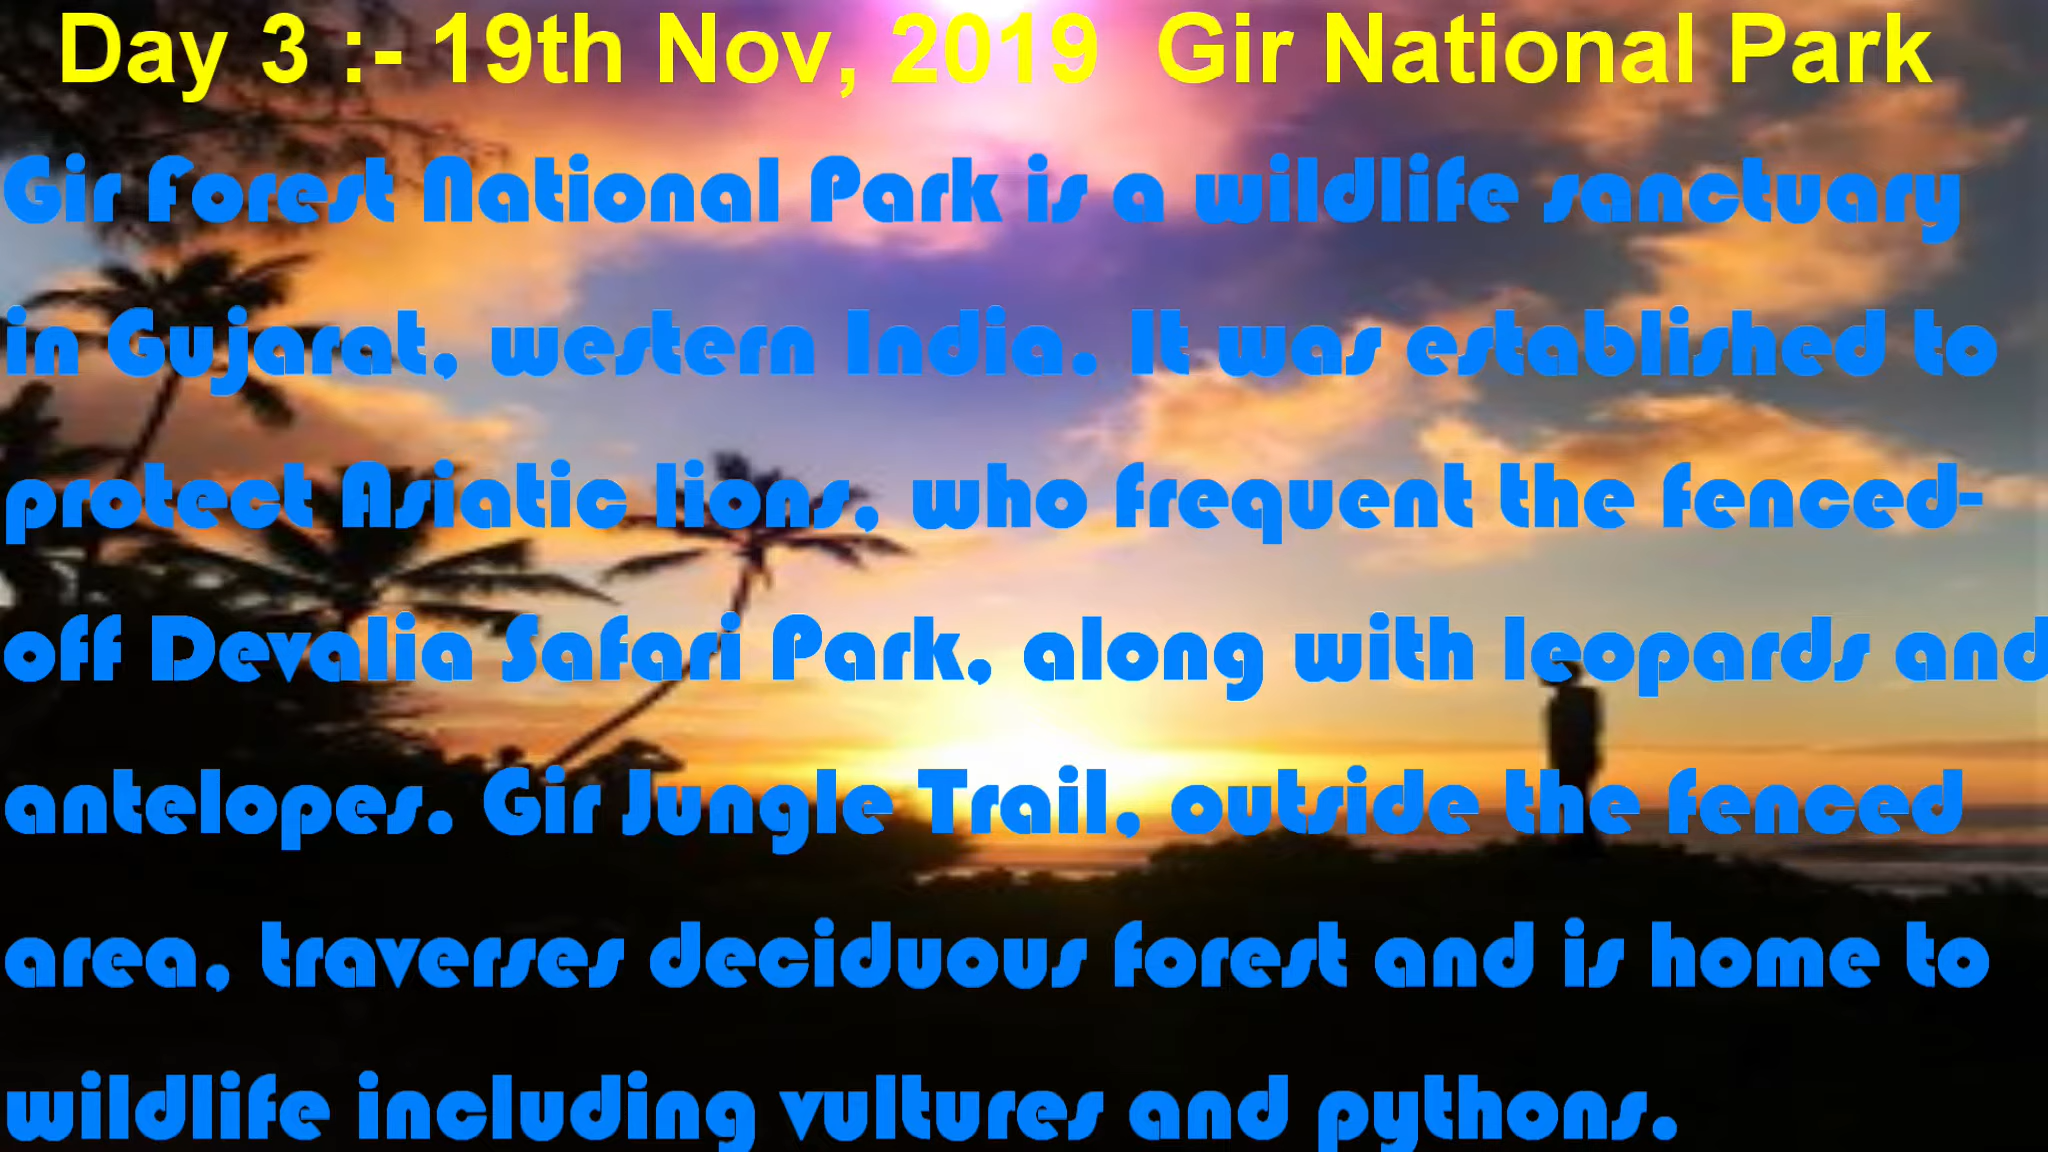 Day 3 :- 19th Nov, 2019 Gir National Park
Gir Forest National Park is a wildlife sanctuary
in Gujarat, western India. It was established to
protect Asiatic lions, who frequent the fenced-
off Devalia Safari Park, along with leopards and
antelopes. Gir Jungle Trail, outside the fenced
area, traverses deciduous forest and is home to
wildlife including vultures and pythons.